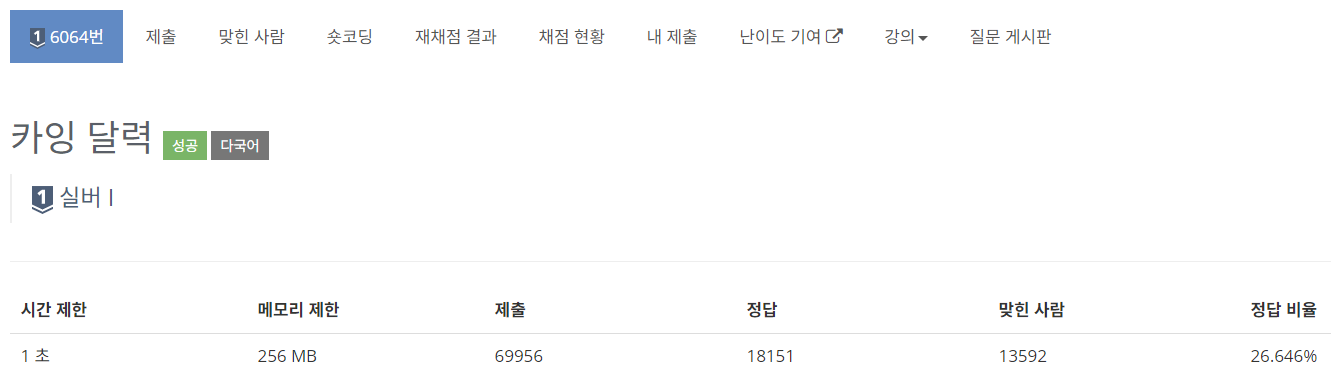 1 6064번 제출 맞힌 사람 숏코딩 재채점 결과 채점 현황 내 제출 난이도 기여 강의 질문 게시판
카잉 달력 성공 다국어
1 실버 I
시간 제한 메모리 제한 제출 정답 맞힌 사람 정답 비율
1 초 256 MB 69956 18151 13592 26.646%